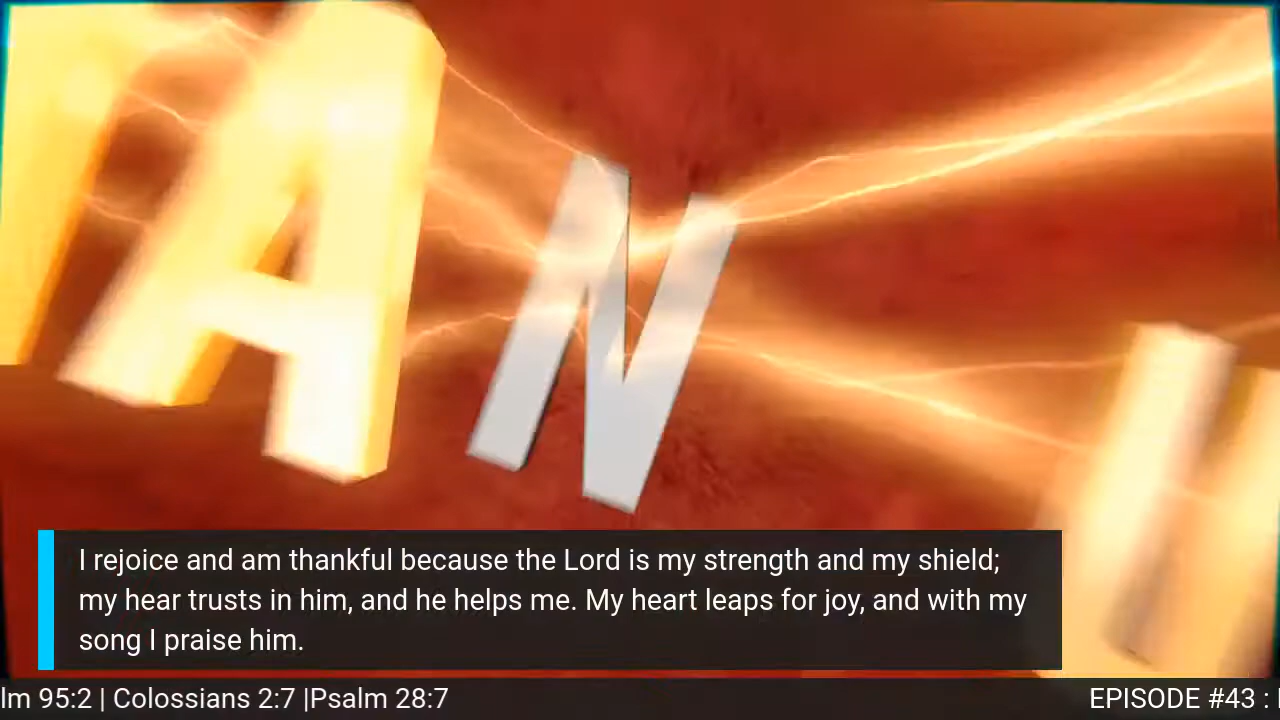 AN
I rejoice and am thankful because the Lord is my strength and my shield;
my hear trusts in him, and he helps me. My heart leaps for joy, and with my
song I praise him.
lm 95:2 | Colossians 2:7 |Psalm 28:7
EPISODE #43 :